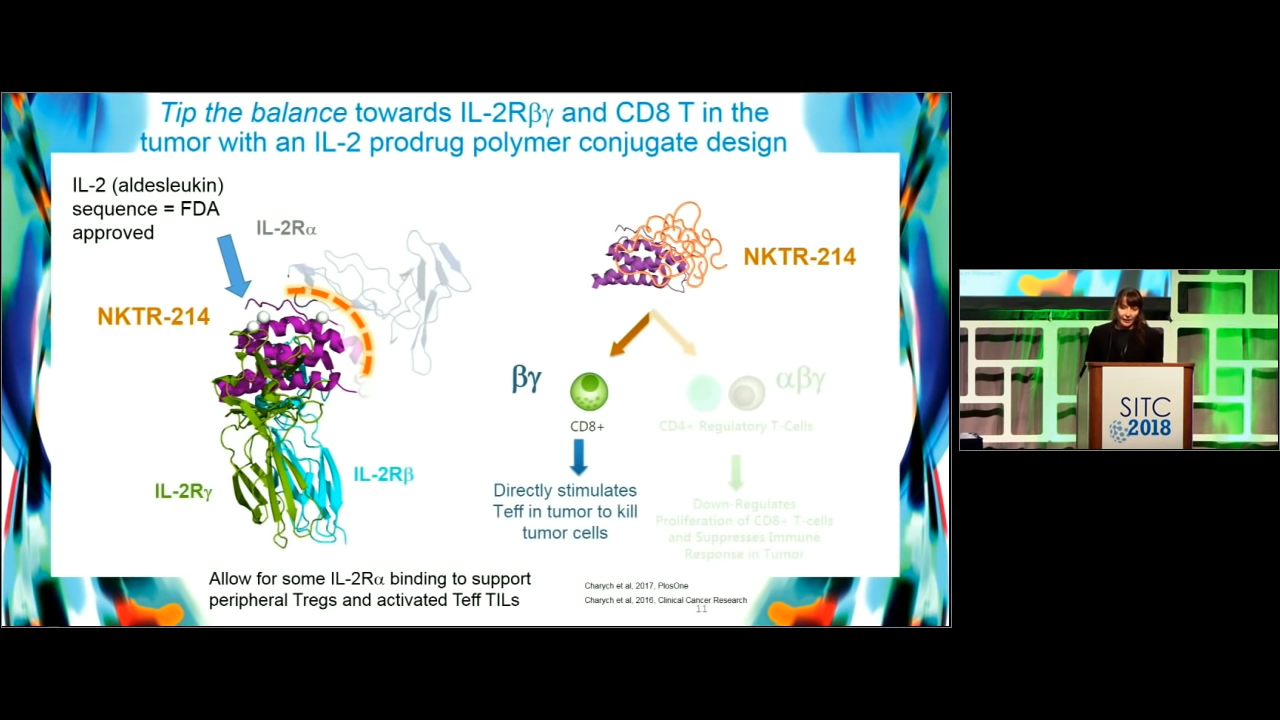 Tip the balance towards IL-2Rβγ and CD8 T in the
tumor with an IL-2 prodrug polymer conjugate design
IL-2 (aldesleukin)
sequence = FDA
approved
IL-2Rα
NKTR-214
IL-2Rγ
IL-2Rβ
Allow for some IL-2Rα binding to support
peripheral Tregs and activated Teff TILs
NKTR-214
βγ
αβγ
CD8+
CD4+ Regulatory T-Cells
Directly stimulates
Teff in tumor to kill
tumor cells
Down-Regulates
Proliferation of CD8+ T-cells
and Suppresses Immune
Response in Tumor
Charych et al, 2017, PlosOne
Charych et al, 2016, Clinical Cancer Research
11
SITC
2018